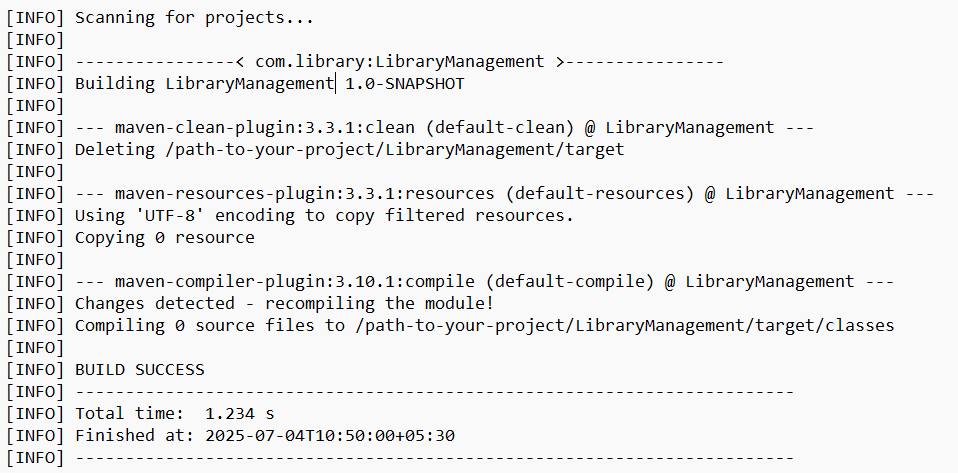 [INFO] Scanning for projects...
[INFO]
[INFO] ----------------< com.library:LibraryManagement >----------------
[INFO] Building LibraryManagement 1.0-SNAPSHOT
[INFO]
[INFO] --- maven-clean-plugin:3.3.1:clean (default-clean) @ LibraryManagement ---
[INFO] Deleting /path-to-your-project/LibraryManagement/target
[INFO]
[INFO] --- maven-resources-plugin:3.3.1:resources (default-resources) @ LibraryManagement ---
[INFO] Using 'UTF-8' encoding to copy filtered resources.
[INFO] Copying 0 resource
[INFO]
[INFO] --- maven-compiler-plugin:3.10.1:compile (default-compile) @ LibraryManagement ---
[INFO] Changes detected - recompiling the module!
[INFO] Compiling 0 source files to /path-to-your-project/LibraryManagement/target/classes
[INFO]
[INFO] BUILD SUCCESS
[INFO] ------------------------------------------------------------------------
[INFO] Total time:  1.234 s
[INFO] Finished at: 2025-07-04T10:50:00+05:30
[INFO] ------------------------------------------------------------------------